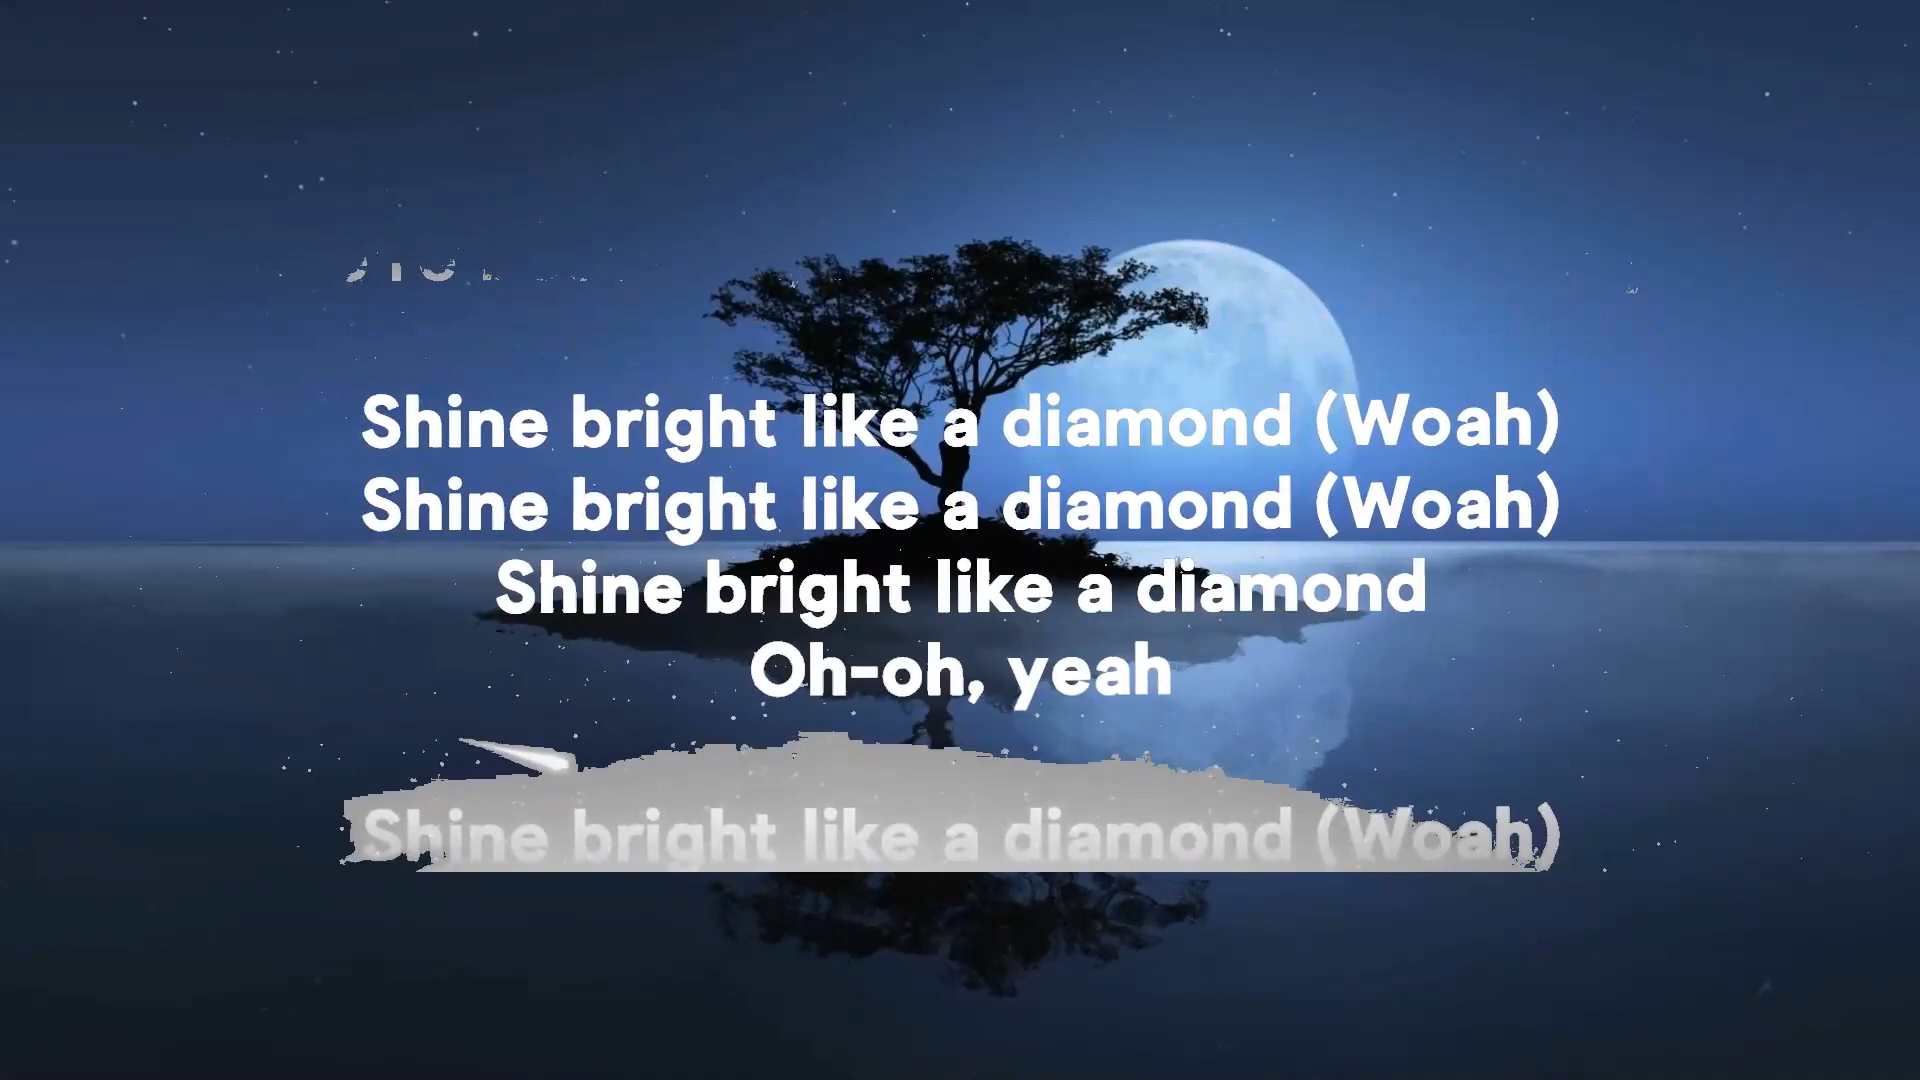 Shine bright like a diamond (Woah)
Shine bright like a diamond (Woah)
Shine bright like a diamond
Oh-oh, yeah
Shine bright like a diamond (Woah)